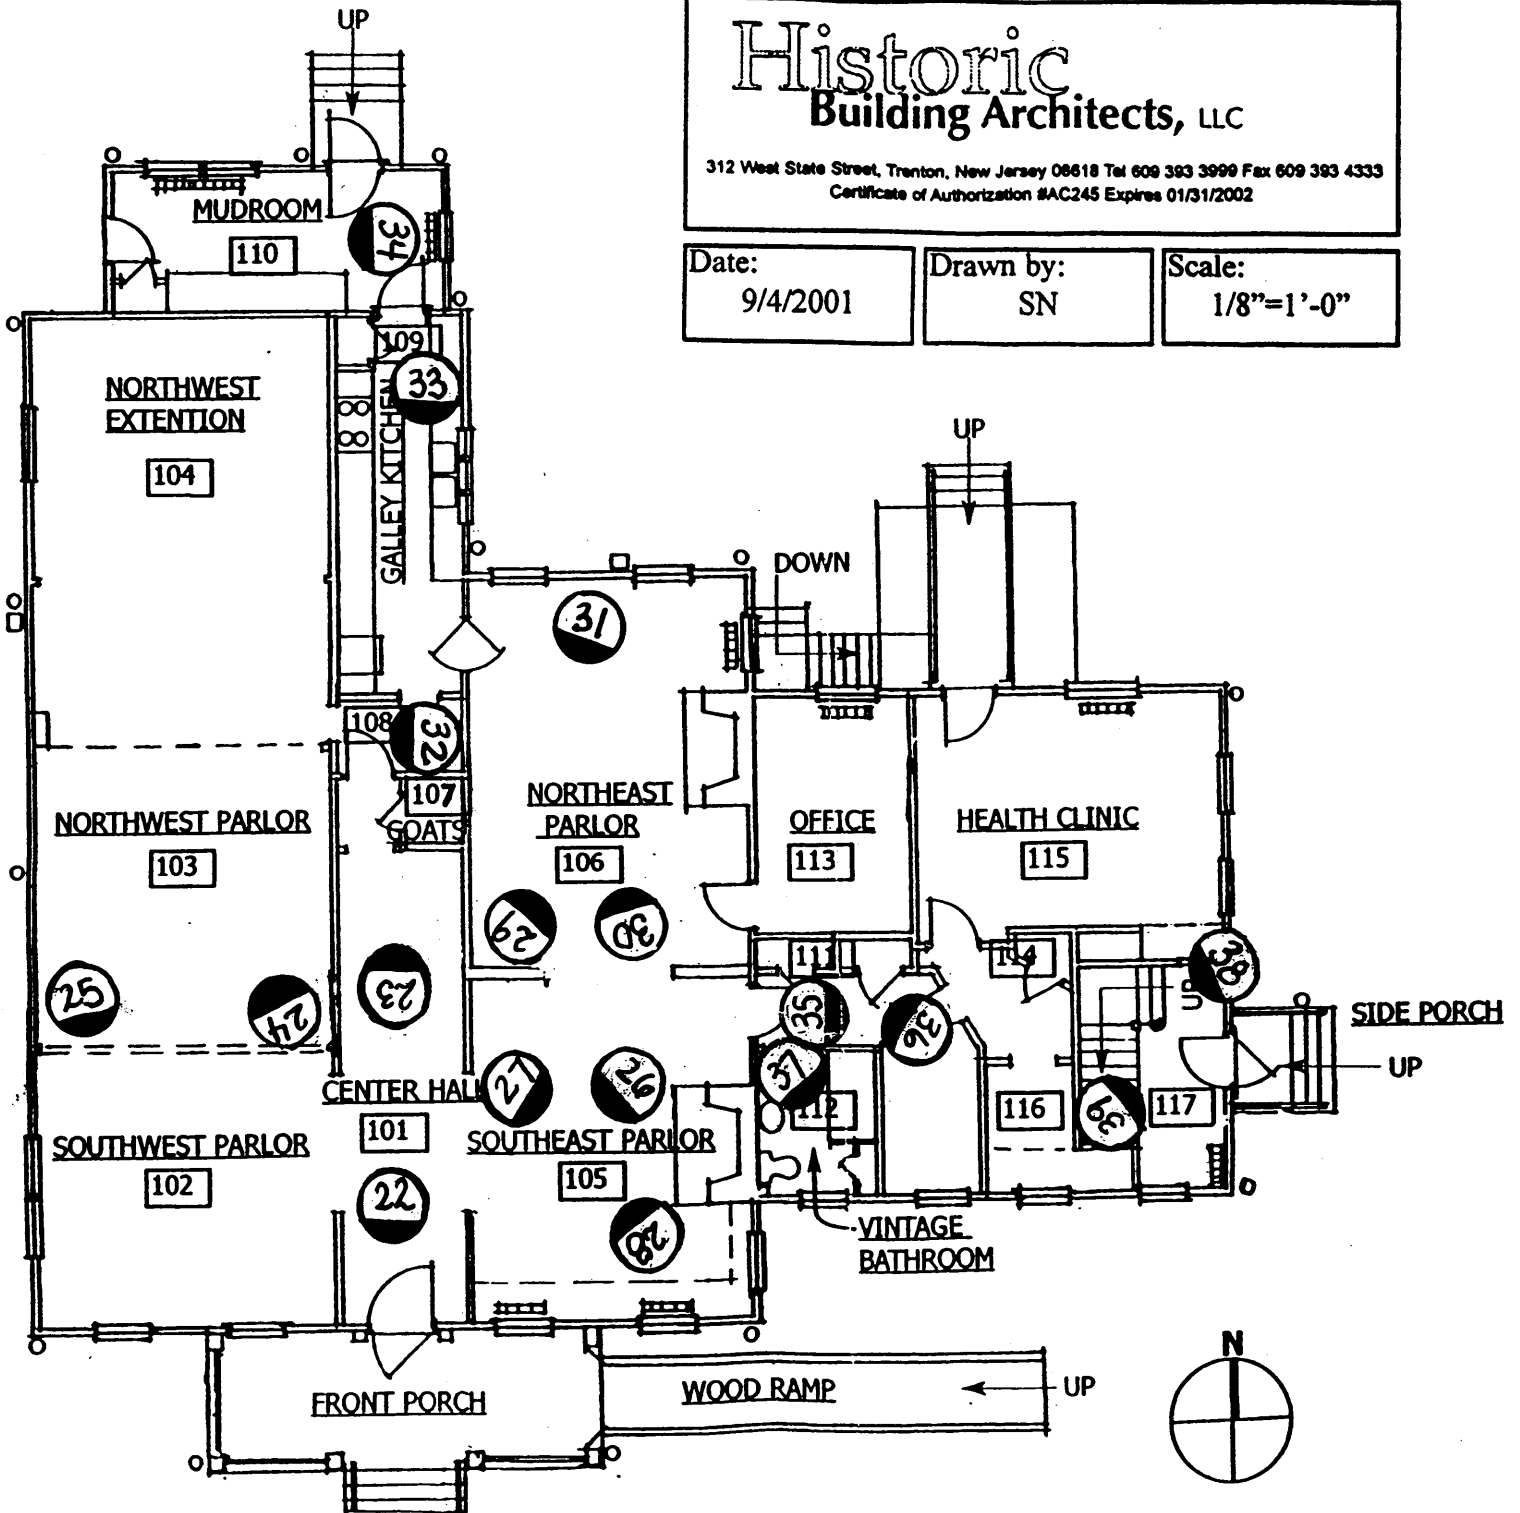 UP
Historic
Building Architects, LLC
312 West State Street, Trenton, New Jersey 08618 Tel 609 393 3999 Fax 609 393 4333
Certificate of Authorization #AC245 Expires 01/31/2002
Date:
9/4/2001
Drawn by:
SN
Scale:
1/8”=1’-0”
MUDROOM
110
34
109
33
NORTHWEST
EXTENTION
104
GALLEY KITCHEN
UP
DOWN
31
108
32
107
COATS
NORTHWEST PARLOR
103
NORTHEAST
PARLOR
106
OFFICE
113
HEALTH CLINIC
115
29
30
111
114
38
25
24
23
35
36
UP
SIDE PORCH
UP
37
112
27
26
CENTER HALL
101
116
39
117
SOUTHWEST PARLOR
102
SOUTHEAST PARLOR
105
22
28
VINTAGE
BATHROOM
FRONT PORCH
WOOD RAMP
UP
N